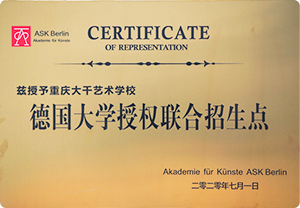 ASK Berlin
Akademie für Künste
CERTIFICATE
OF REPRESENTATION
兹授予重庆大千艺术学校
德国大学授权联合招生点
Akademie für Künste ASK Berlin
二零二零年七月一日